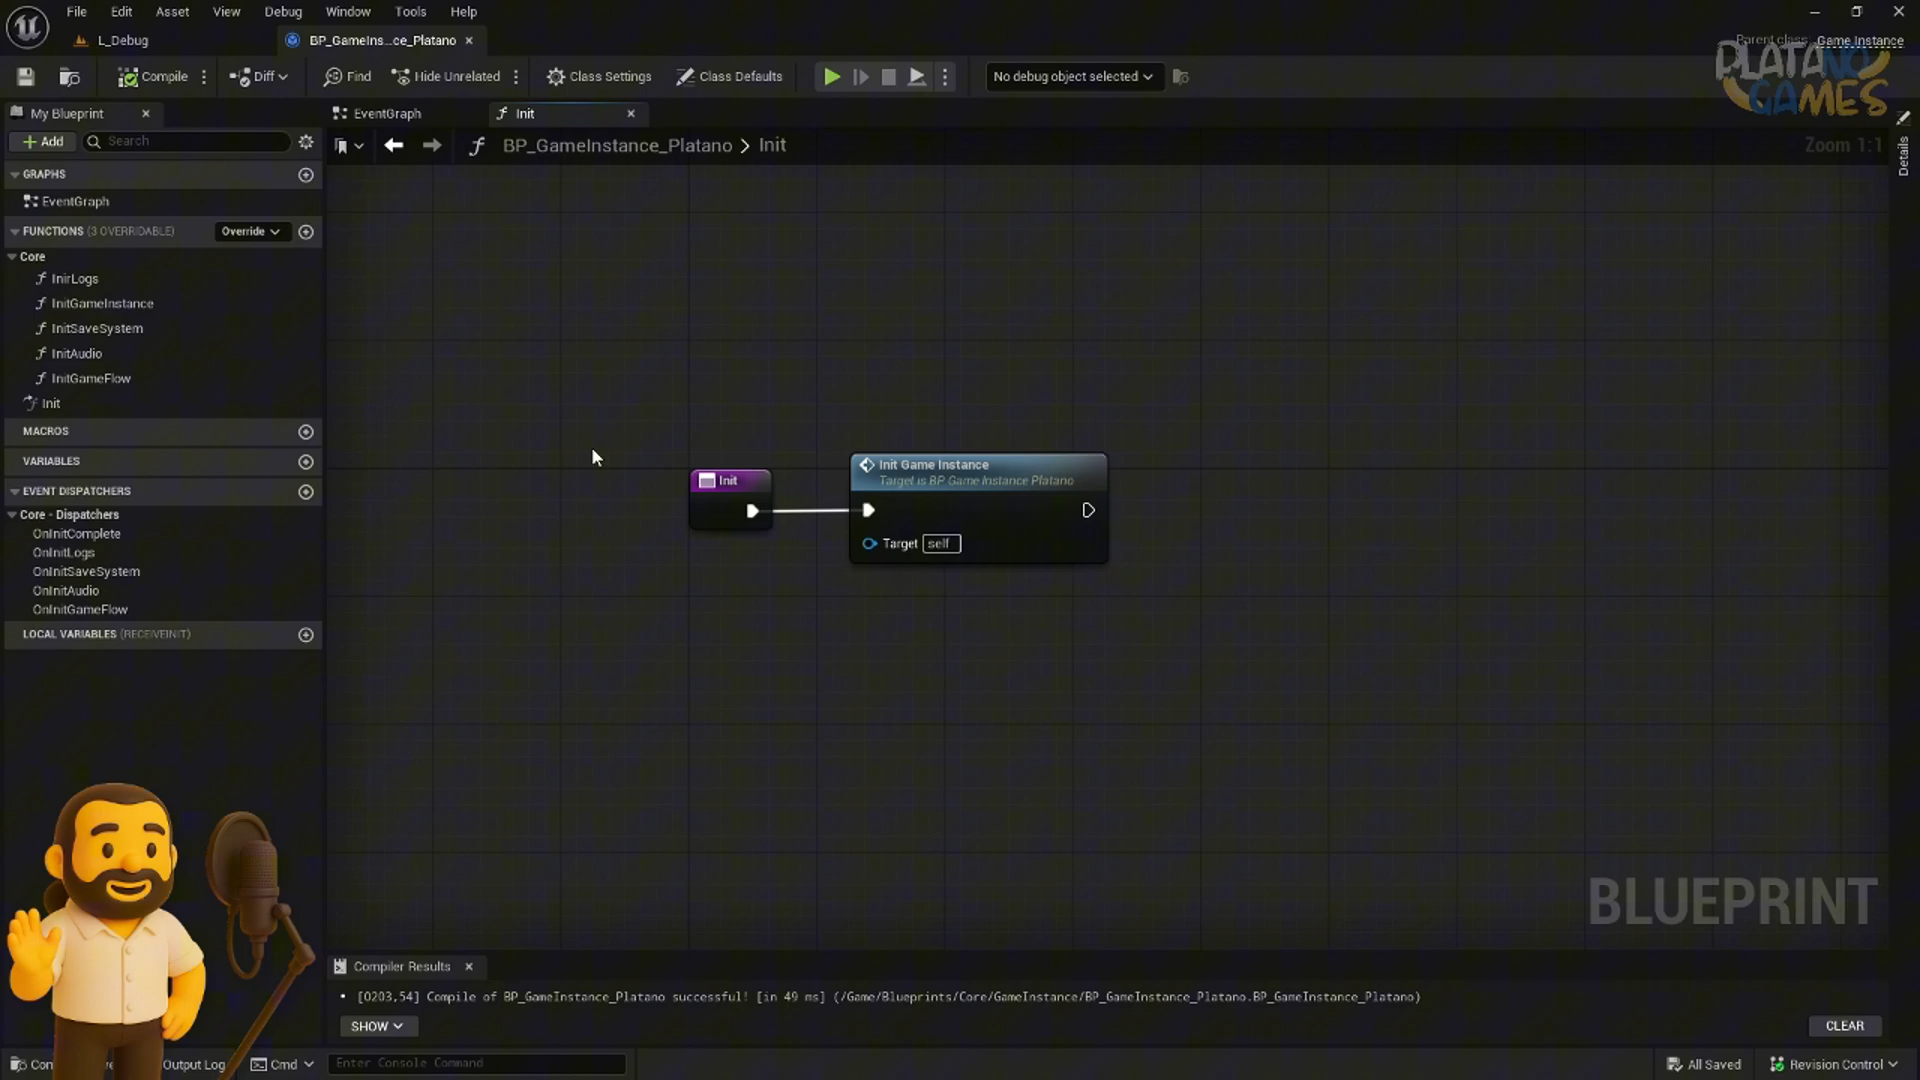 File Edit Asset View Debug Window Tools Help
L_Debug
BP_GameIns...ce_Platano
Parent class: Game Instance
PLATANO GAMES
Compile
Diff
Find
Hide Unrelated
Class Settings
Class Defaults
No debug object selected
My Blueprint
EventGraph
Init
Details
Add
Search
BP_GameInstance_Platano > Init
Zoom 1:1
GRAPHS
EventGraph
FUNCTIONS (3 OVERRIDABLE)
Override
Core
InirLogs
InitGameInstance
InitSaveSystem
InitAudio
InitGameFlow
Init
MACROS
VARIABLES
EVENT DISPATCHERS
Core - Dispatchers
OnInitComplete
OnInitLogs
OnInitSaveSystem
OnInitAudio
OnInitGameFlow
LOCAL VARIABLES (RECEIVEINIT)
Init
Init Game Instance
Target is BP Game Instance Platano
Target self
BLUEPRINT
Compiler Results
• [0203,54] Compile of BP_GameInstance_Platano successful! [in 49 ms] (/Game/Blueprints/Core/GameInstance/BP_GameInstance_Platano.BP_GameInstance_Platano)
SHOW
CLEAR
Output Log
Cmd
Enter Console Command
All Saved
Revision Control